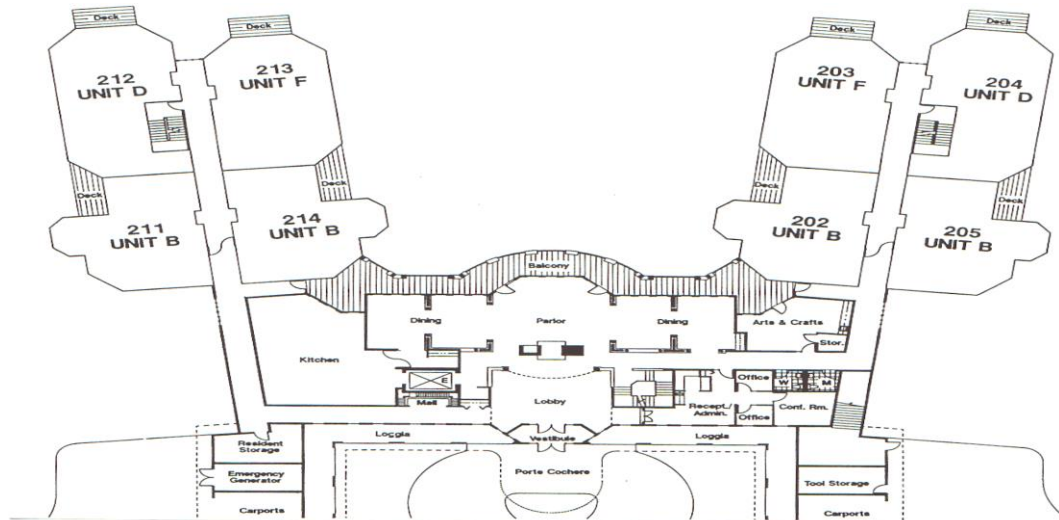 Deck
Deck
Deck
Deck
212
UNIT D
213
UNIT F
203
UNIT F
204
UNIT D
Deck
Deck
Deck
Deck
211
UNIT B
214
UNIT B
202
UNIT B
205
UNIT B
Balcony
Dining
Parlor
Dining
Arts & Crafts
Stor.
Kitchen
E
Mail
Lobby
Recept./
Admin.
Office
Office
W
M
Conf. Rm.
Loggia
Vestibule
Loggia
Resident
Storage
Porte Cochere
Emergency
Generator
Tool Storage
Carports
Carports